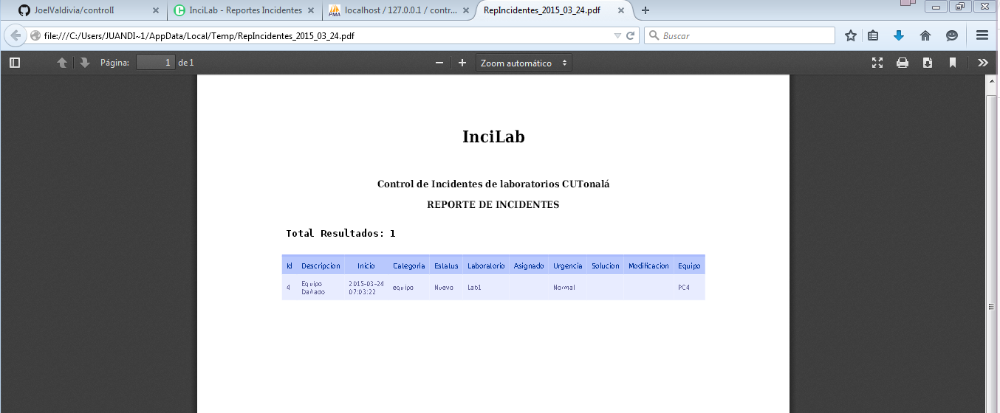 JoelValdivia/controlI
InciLab - Reportes Incidentes
localhost / 127.0.0.1 / contr...
RepIncidentes_2015_03_24.pdf
file:///C:/Users/JUANDI~1/AppData/Local/Temp/RepIncidentes_2015_03_24.pdf
Buscar
Página: 1 de 1
Zoom automático
InciLab
Control de Incidentes de laboratorios CUTonalá
REPORTE DE INCIDENTES
Total Resultados: 1
Id Descripcion Inicio Categoria Estatus Laboratorio Asignado Urgencia Solucion Modificacion Equipo
4 Equipo Dañado 2015-03-24 07:03:22 equipo Nuevo Lab1 Normal PC4